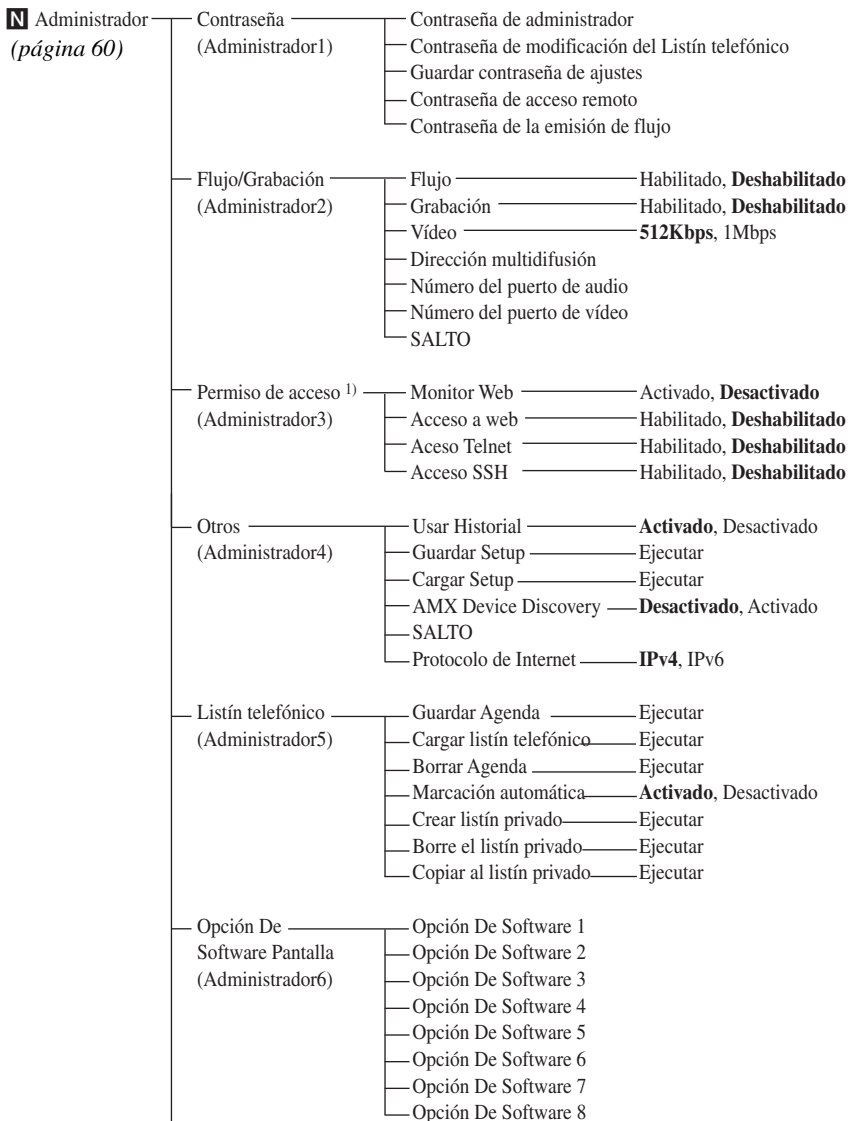 N Administrador Contraseña Contraseña de administrador
(página 60) (Administrador1) Contraseña de modificación del Listín telefónico
Guardar contraseña de ajustes
Contraseña de acceso remoto
Contraseña de la emisión de flujo
Flujo/Grabación Flujo Habilitado, Deshabilitado
(Administrador2) Grabación Habilitado, Deshabilitado
Vídeo 512Kbps, 1Mbps
Dirección multidifusión
Número del puerto de audio
Número del puerto de vídeo
SALTO
Permiso de acceso 1) Monitor Web Activado, Desactivado
(Administrador3) Acceso a web Habilitado, Deshabilitado
Aceso Telnet Habilitado, Deshabilitado
Acceso SSH Habilitado, Deshabilitado
Otros Usar Historial Activado, Desactivado
(Administrador4) Guardar Setup Ejecutar
Cargar Setup Ejecutar
AMX Device Discovery Desactivado, Activado
SALTO
Protocolo de Internet IPv4, IPv6
Listín telefónico Guardar Agenda Ejecutar
(Administrador5) Cargar listín telefónico Ejecutar
Borrar Agenda Ejecutar
Marcación automática Activado, Desactivado
Crear listín privado Ejecutar
Borre el listín privado Ejecutar
Copiar al listín privado Ejecutar
Opción De Opción De Software 1
Software Pantalla Opción De Software 2
(Administrador6) Opción De Software 3
Opción De Software 4
Opción De Software 5
Opción De Software 6
Opción De Software 7
Opción De Software 8